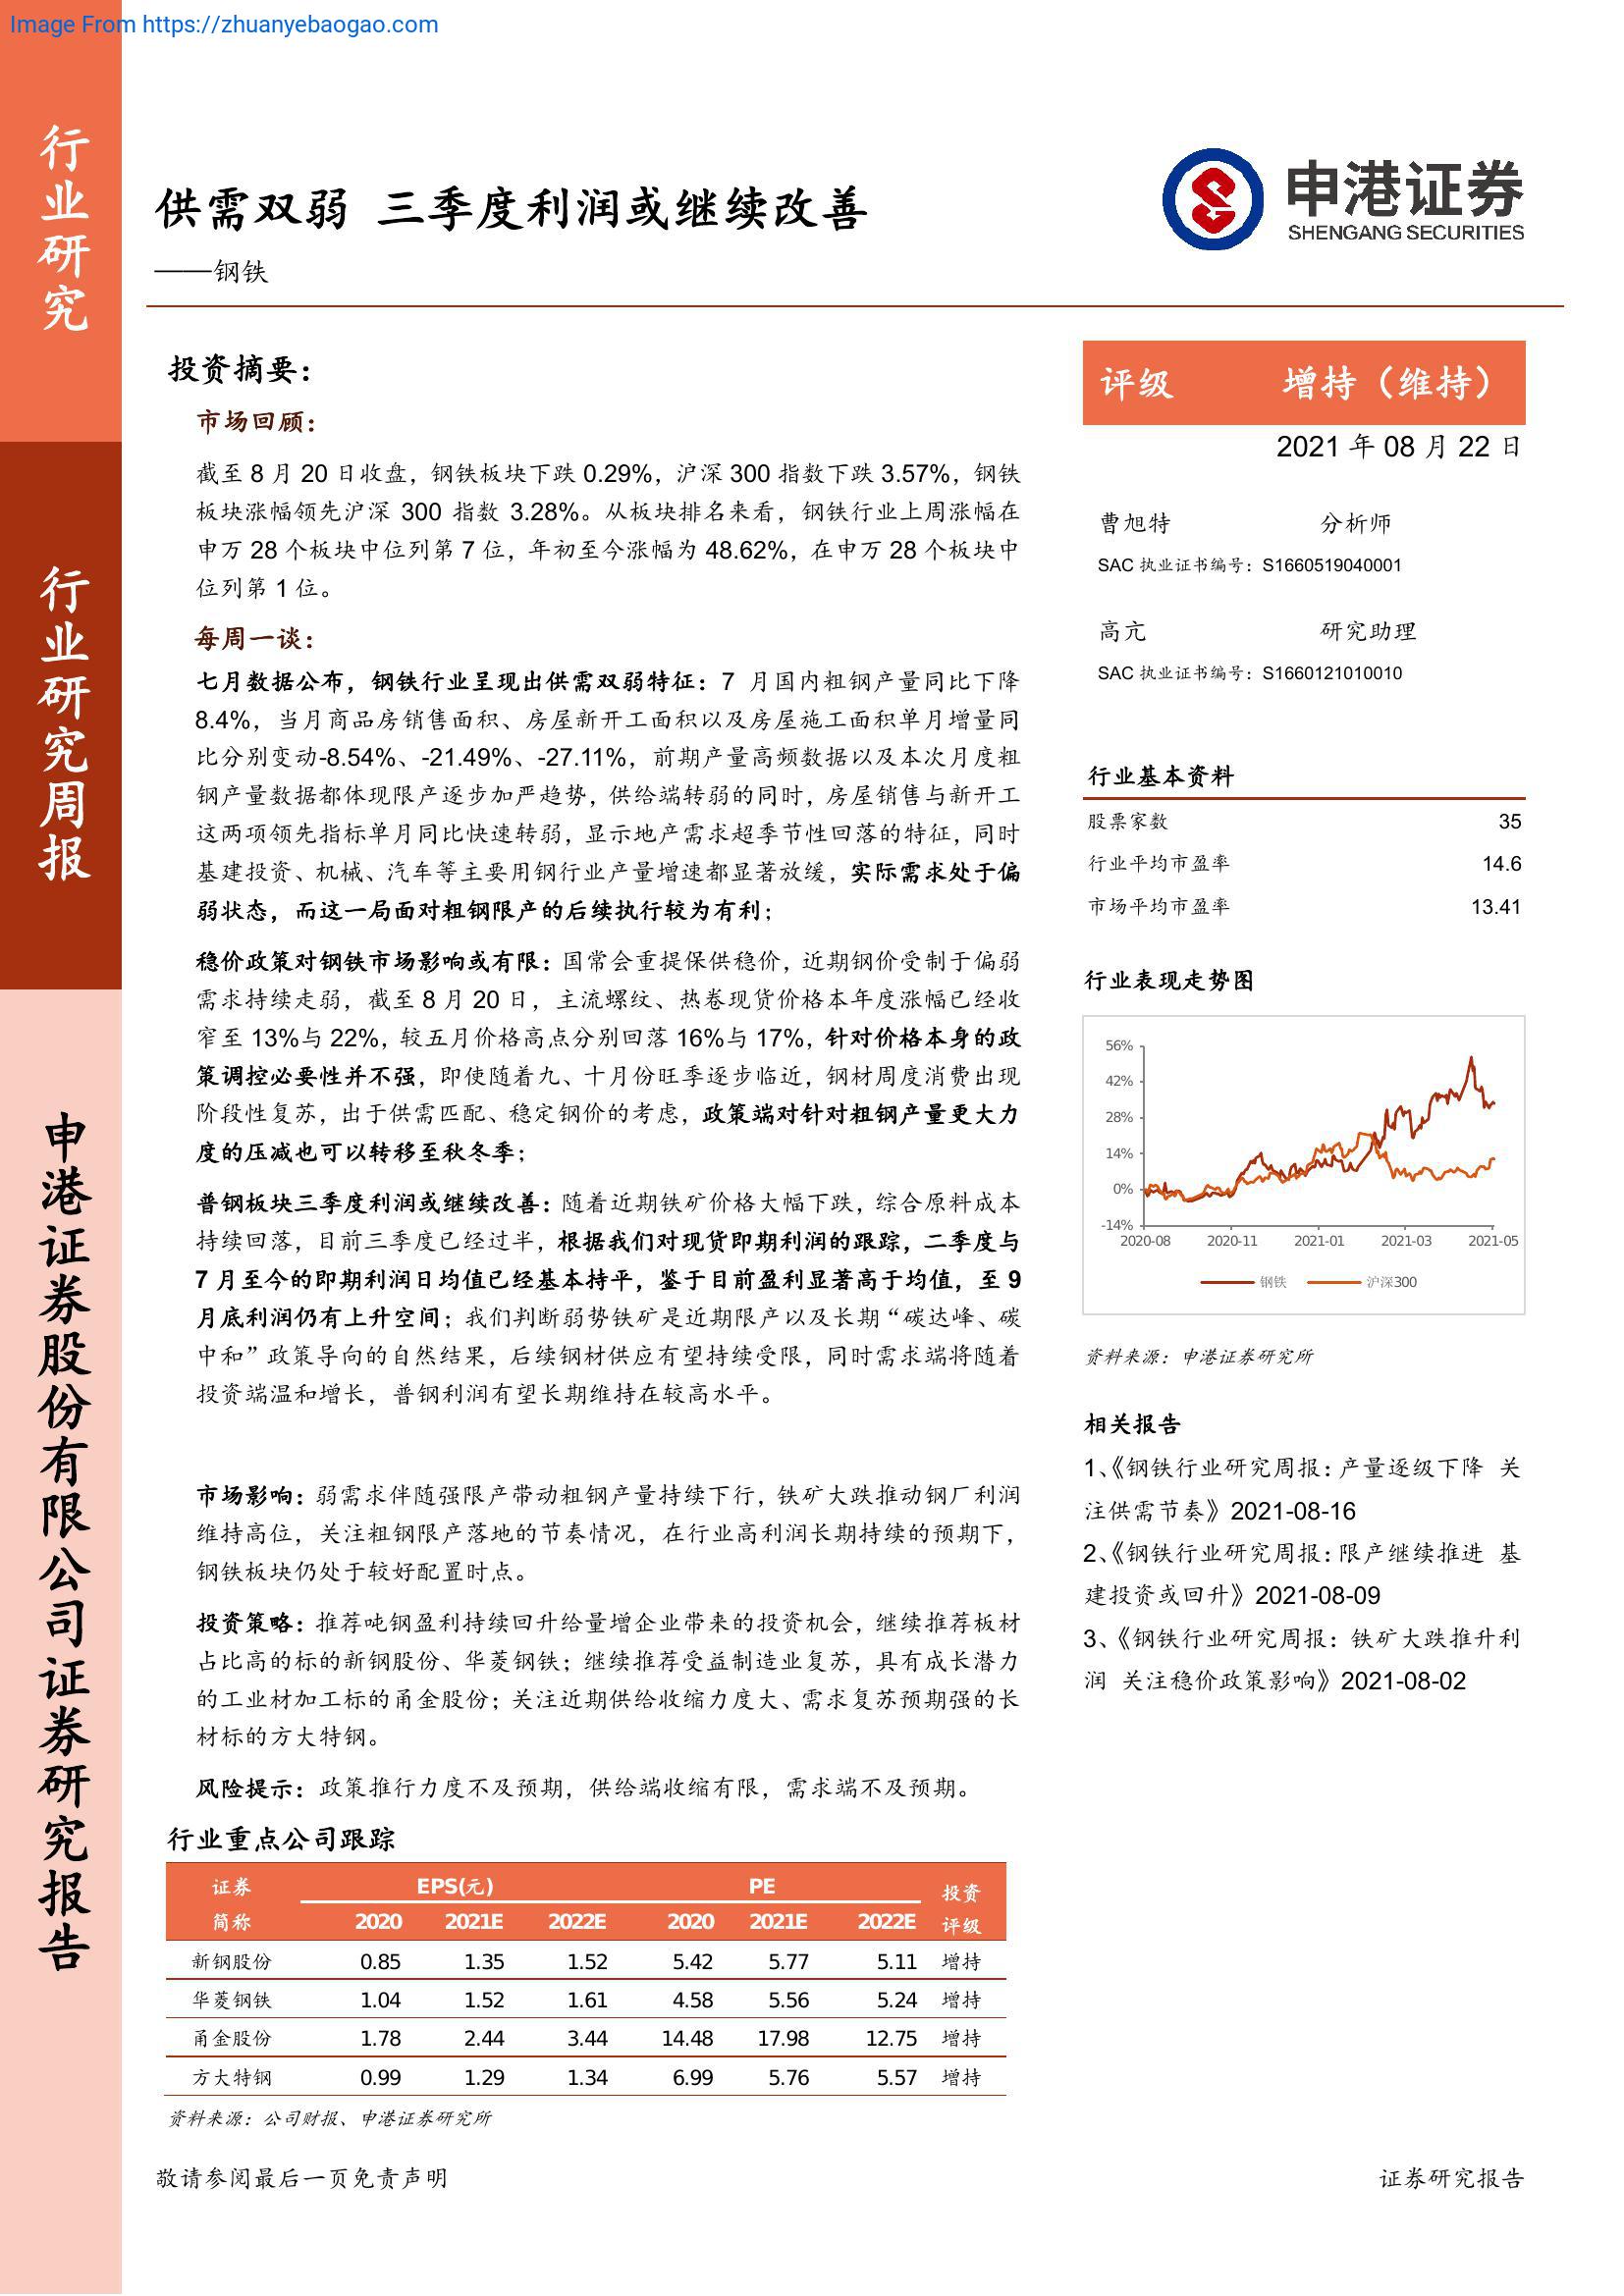 Image From https://zhuanyebaogao.com
行业研究
行业研究周报
申港证券股份有限公司证券研究报告
供需双弱 三季度利润或继续改善
——钢铁
申港证券
SHENGANG SECURITIES
投资摘要：
市场回顾：
截至 8 月 20 日收盘，钢铁板块下跌 0.29%，沪深 300 指数下跌 3.57%，钢铁
板块涨幅领先沪深 300 指数 3.28%。从板块排名来看，钢铁行业上周涨幅在
申万 28 个板块中位列第 7 位，年初至今涨幅为 48.62%，在申万 28 个板块中
位列第 1 位。
每周一谈：
七月数据公布，钢铁行业呈现出供需双弱特征：7 月国内粗钢产量同比下降
8.4%，当月商品房销售面积、房屋新开工面积以及房屋施工面积单月增量同
比分别变动-8.54%、-21.49%、-27.11%，前期产量高频数据以及本次月度粗
钢产量数据都体现限产逐步加严趋势，供给端转弱的同时，房屋销售与新开工
这两项领先指标单月同比快速转弱，显示地产需求超季节性回落的特征，同时
基建投资、机械、汽车等主要用钢行业产量增速都显著放缓，实际需求处于偏
弱状态，而这一局面对粗钢限产的后续执行较为有利；
稳价政策对钢铁市场影响或有限：国常会重提保供稳价，近期钢价受制于偏弱
需求持续走弱，截至 8 月 20 日，主流螺纹、热卷现货价格本年度涨幅已经收
窄至 13%与 22%，较五月价格高点分别回落 16%与 17%，针对价格本身的政
策调控必要性并不强，即使随着九、十月份旺季逐步临近，钢材周度消费出现
阶段性复苏，出于供需匹配、稳定钢价的考虑，政策端对针对粗钢产量更大力
度的压减也可以转移至秋冬季；
普钢板块三季度利润或继续改善：随着近期铁矿价格大幅下跌，综合原料成本
持续回落，目前三季度已经过半，根据我们对现货即期利润的跟踪，二季度与
7 月至今的即期利润日均值已经基本持平，鉴于目前盈利显著高于均值，至 9
月底利润仍有上升空间；我们判断弱势铁矿是近期限产以及长期“碳达峰、碳
中和”政策导向的自然结果，后续钢材供应有望持续受限，同时需求端将随着
投资端温和增长，普钢利润有望长期维持在较高水平。
市场影响：弱需求伴随强限产带动粗钢产量持续下行，铁矿大跌推动钢厂利润
维持高位，关注粗钢限产落地的节奏情况，在行业高利润长期持续的预期下，
钢铁板块仍处于较好配置时点。
投资策略：推荐吨钢盈利持续回升给量增企业带来的投资机会，继续推荐板材
占比高的标的新钢股份、华菱钢铁；继续推荐受益制造业复苏，具有成长潜力
的工业材加工标的甬金股份；关注近期供给收缩力度大、需求复苏预期强的长
材标的方大特钢。
风险提示：政策推行力度不及预期，供给端收缩有限，需求端不及预期。
行业重点公司跟踪
证券 EPS(元) PE 投资
简称 2020 2021E 2022E 2020 2021E 2022E 评级
新钢股份 0.85 1.35 1.52 5.42 5.77 5.11 增持
华菱钢铁 1.04 1.52 1.61 4.58 5.56 5.24 增持
甬金股份 1.78 2.44 3.44 14.48 17.98 12.75 增持
方大特钢 0.99 1.29 1.34 6.99 5.76 5.57 增持
资料来源：公司财报、申港证券研究所
评级 增持（维持）
2021 年 08 月 22 日
曹旭特 分析师
SAC 执业证书编号：S1660519040001
高亢 研究助理
SAC 执业证书编号：S1660121010010
行业基本资料
股票家数 35
行业平均市盈率 14.6
市场平均市盈率 13.41
行业表现走势图
56%
42%
28%
14%
0%
-14%
2020-08 2020-11 2021-01 2021-03 2021-05
钢铁 沪深300
资料来源：申港证券研究所
相关报告
1、《钢铁行业研究周报：产量逐级下降 关
注供需节奏》2021-08-16
2、《钢铁行业研究周报：限产继续推进 基
建投资或回升》2021-08-09
3、《钢铁行业研究周报：铁矿大跌推升利
润 关注稳价政策影响》2021-08-02
敬请参阅最后一页免责声明 证券研究报告